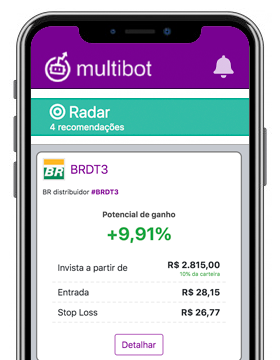 multibot
Radar
4 recomendações
BR
BRDT3
BR distribuidor #BRDT3
Potencial de ganho
+9,91%
Invista a partir de R$ 2.815,00
10% da carteira
Entrada R$ 28,15
Stop Loss R$ 26,77
Detalhar